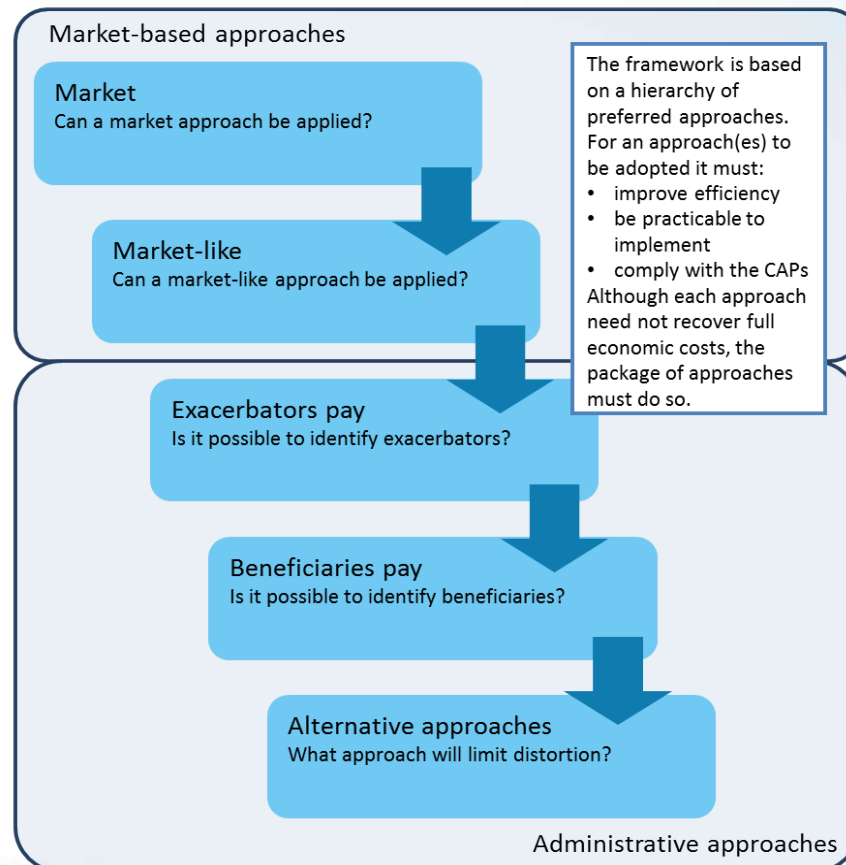 Market-based approaches
Market
Can a market approach be applied?
Market-like
Can a market-like approach be applied?
The framework is based
on a hierarchy of
preferred approaches.
For an approach(es) to
be adopted it must:
• improve efficiency
• be practicable to
implement
• comply with the CAPs
Although each approach
need not recover full
economic costs, the
package of approaches
must do so.
Exacerbators pay
Is it possible to identify exacerbators?
Beneficiaries pay
Is it possible to identify beneficiaries?
Alternative approaches
What approach will limit distortion?
Administrative approaches